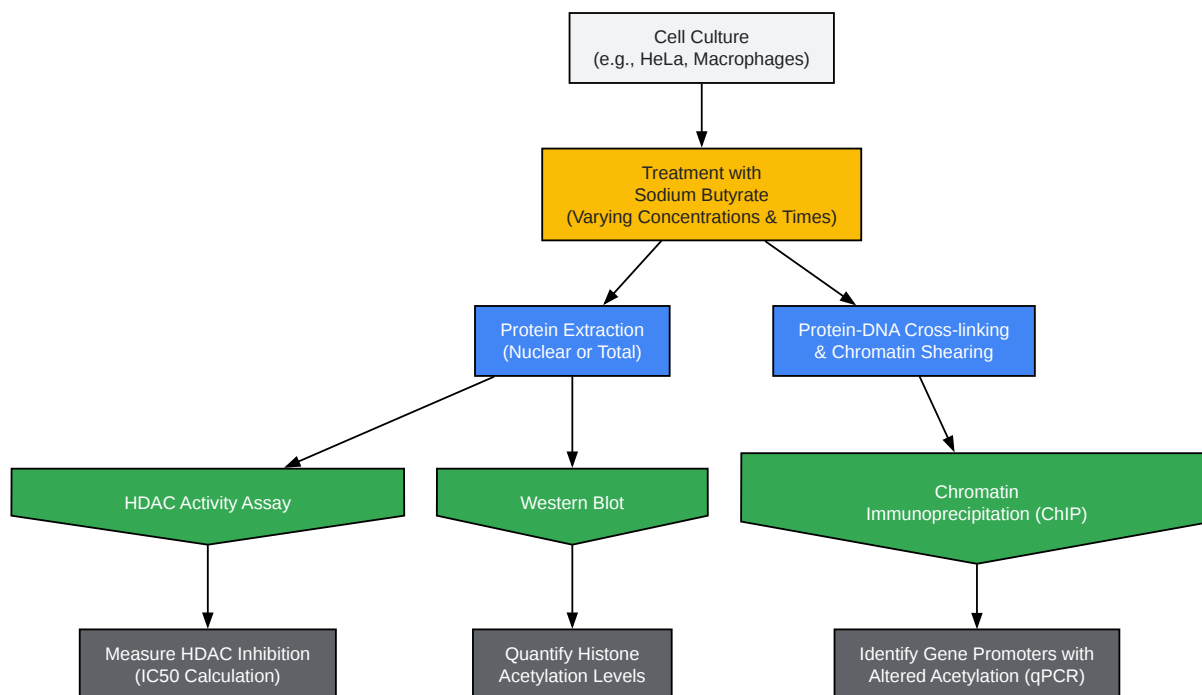 Cell Culture
(e.g., HeLa, Macrophages)
Treatment with
Sodium Butyrate
(Varying Concentrations & Times)
Protein Extraction
(Nuclear or Total)
Protein-DNA Cross-linking
& Chromatin Shearing
HDAC Activity Assay
Western Blot
Chromatin
Immunoprecipitation (ChIP)
Measure HDAC Inhibition
(IC50 Calculation)
Quantify Histone
Acetylation Levels
Identify Gene Promoters with
Altered Acetylation (qPCR)